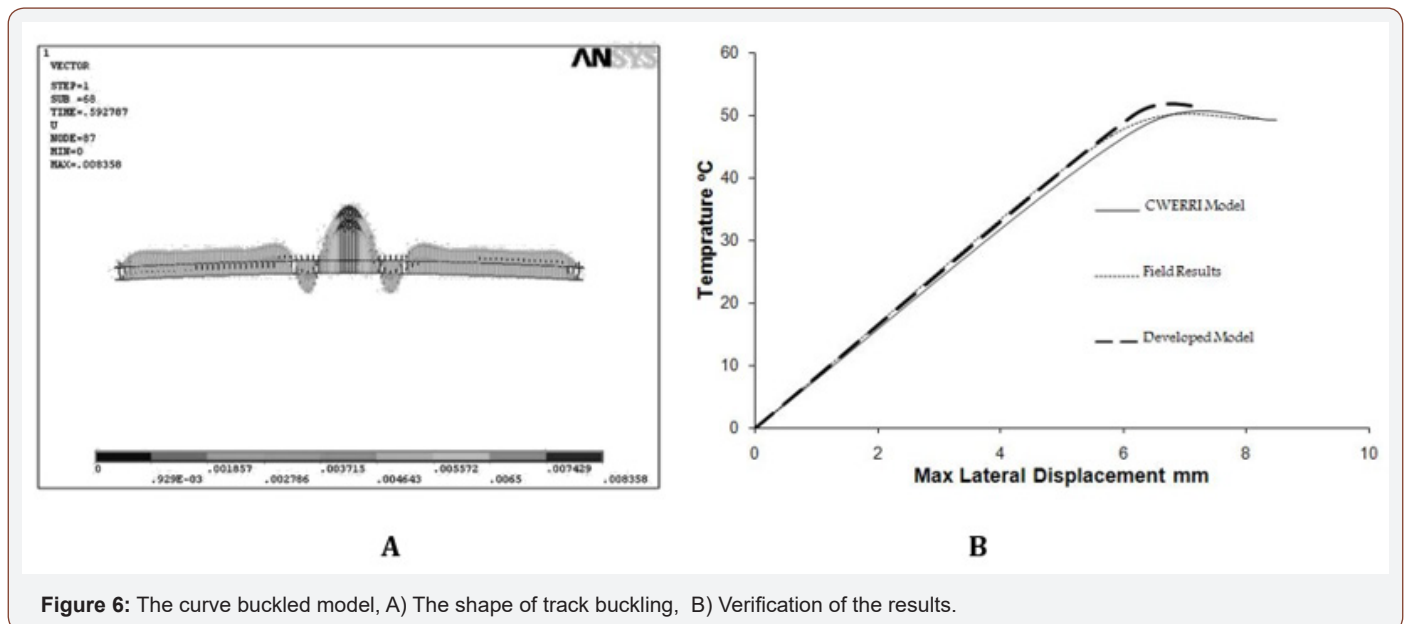 1
VECTOR
STEP=1
SUB =68
TIME=.592787
U
NODE=87
MIN=0
MAX=.008358
ANSYS
0
.001857
.003715
.005572
.007429
.929E-03
.002786
.004643
.0065
.008358
A
60
50
40
30
20
10
0
Temprature ºC
CWERRI Model
Field Results
Developed Model
0 2 4 6 8 10
Max Lateral Displacement mm
B
Figure 6: The curve buckled model, A) The shape of track buckling, B) Verification of the results.